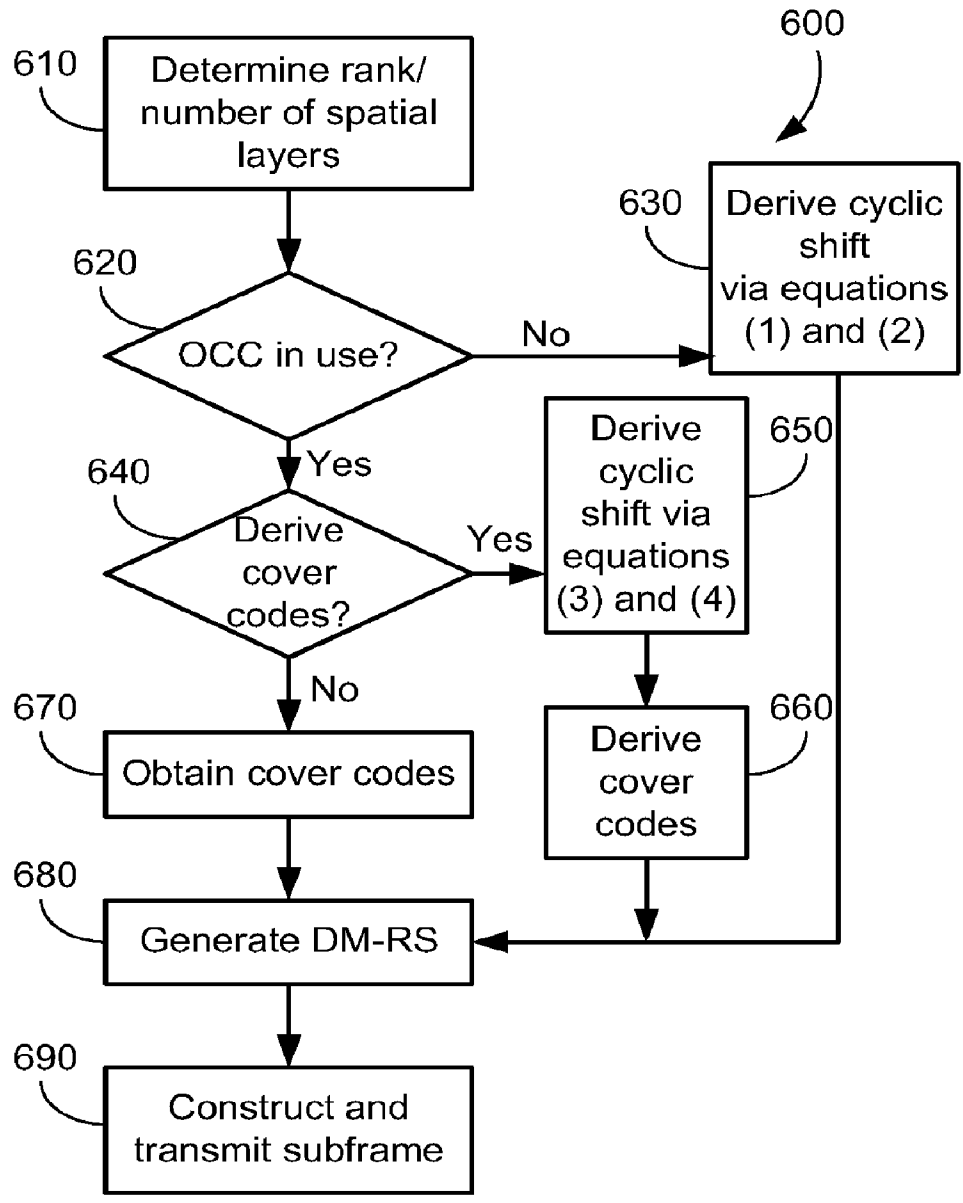 600
610
Determine rank/
number of spatial
layers
630
Derive cyclic
shift
via equations
(1) and (2)
620
OCC in use?
No
Yes
640
Derive
cover
codes?
Yes
650
Derive
cyclic
shift via
equations
(3) and (4)
No
660
Derive
cover
codes
670
Obtain cover codes
680
Generate DM-RS
690
Construct and
transmit subframe